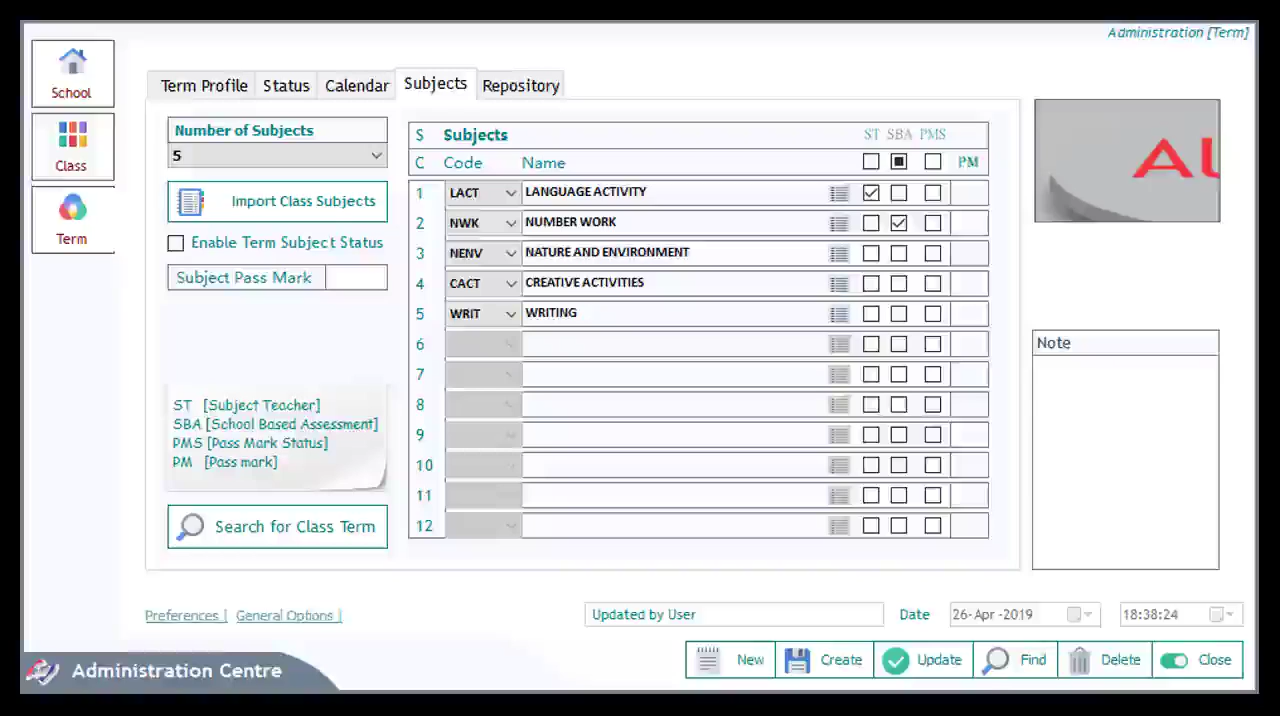 Administration [Term]
School
Class
Term
Term Profile Status Calendar Subjects Repository
Number of Subjects
5
Import Class Subjects
Enable Term Subject Status
Subject Pass Mark
ST [Subject Teacher]
SBA [School Based Assessment]
PMS [Pass Mark Status]
PM [Pass mark]
Search for Class Term
S Subjects ST SBA PMS
C Code Name PM
1 LACT LANGUAGE ACTIVITY
2 NWK NUMBER WORK
3 NENV NATURE AND ENVIRONMENT
4 CACT CREATIVE ACTIVITIES
5 WRIT WRITING
6
7
8
9
10
11
12
Note
Preferences | General Options |
Updated by User Date 26-Apr-2019 18:38:24
New Create Update Find Delete Close
Administration Centre